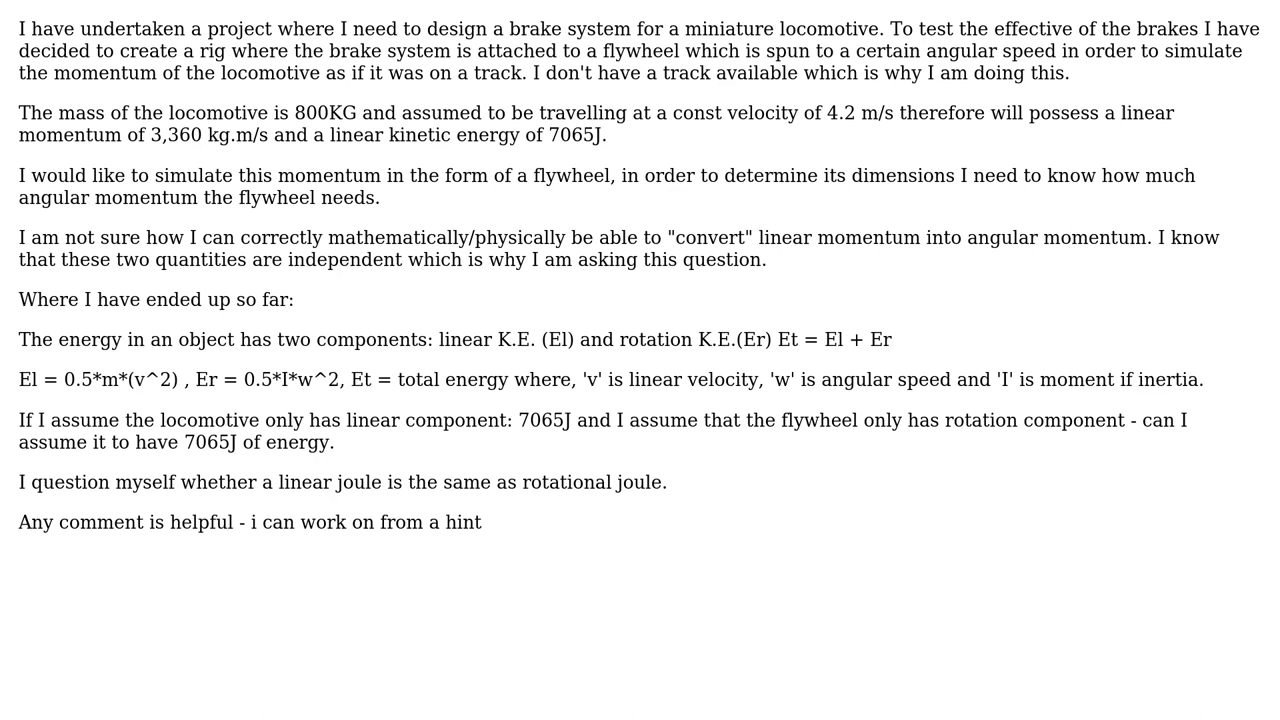 I have undertaken a project where I need to design a brake system for a miniature locomotive. To test the effective of the brakes I have
decided to create a rig where the brake system is attached to a flywheel which is spun to a certain angular speed in order to simulate
the momentum of the locomotive as if it was on a track. I don't have a track available which is why I am doing this.
The mass of the locomotive is 800KG and assumed to be travelling at a const velocity of 4.2 m/s therefore will possess a linear
momentum of 3,360 kg.m/s and a linear kinetic energy of 7065J.
I would like to simulate this momentum in the form of a flywheel, in order to determine its dimensions I need to know how much
angular momentum the flywheel needs.
I am not sure how I can correctly mathematically/physically be able to "convert" linear momentum into angular momentum. I know
that these two quantities are independent which is why I am asking this question.
Where I have ended up so far:
The energy in an object has two components: linear K.E. (El) and rotation K.E.(Er) Et = El + Er
El = 0.5*m*(v^2) , Er = 0.5*I*w^2, Et = total energy where, 'v' is linear velocity, 'w' is angular speed and 'I' is moment if inertia.
If I assume the locomotive only has linear component: 7065J and I assume that the flywheel only has rotation component - can I
assume it to have 7065J of energy.
I question myself whether a linear joule is the same as rotational joule.
Any comment is helpful - i can work on from a hint